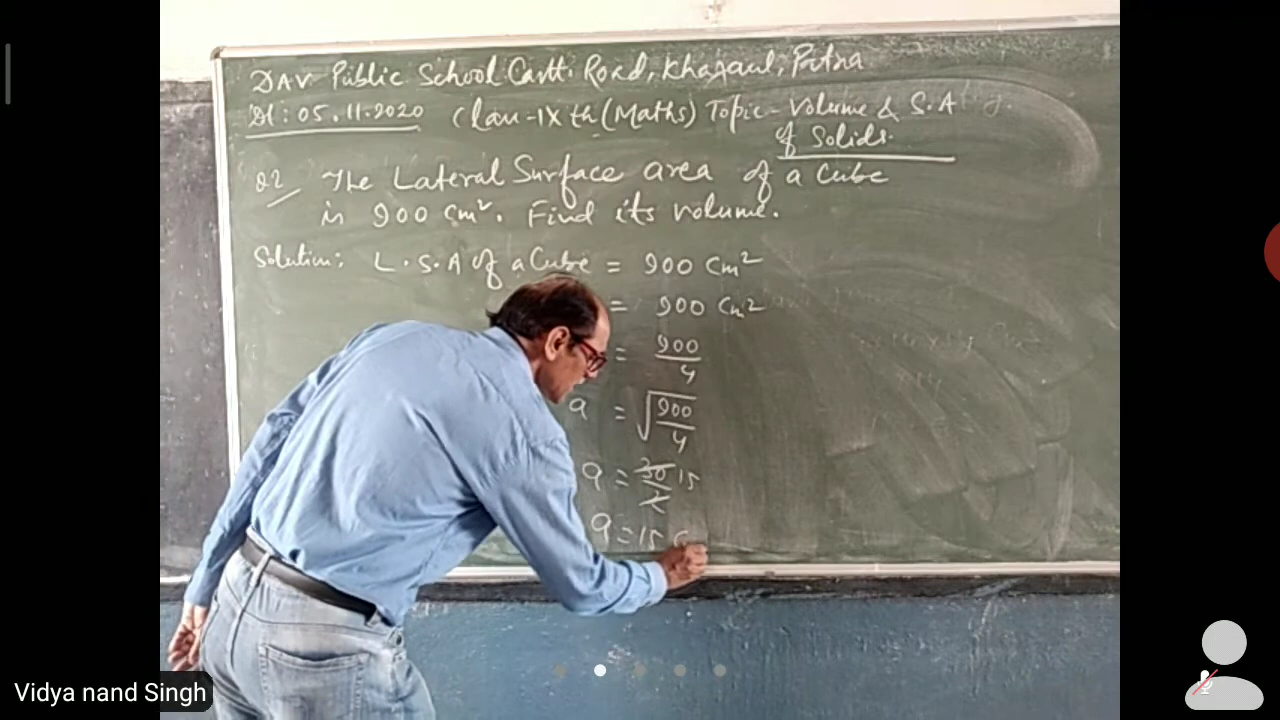 DAV Public School Cantt. Road, Khagaul, Patna
Dt: 05.11.2020 Class-IX th (Maths) Topic- Volume & S.A
of Solids.
Q2 The Lateral Surface area of a Cube
is 900 cm². Find its volume.
Solution: L.S.A of a Cube = 900 cm²
= 900 cm²
= 900/4
a = √900/4
a = 30/2 15
a = 15 c
Vidya nand Singh